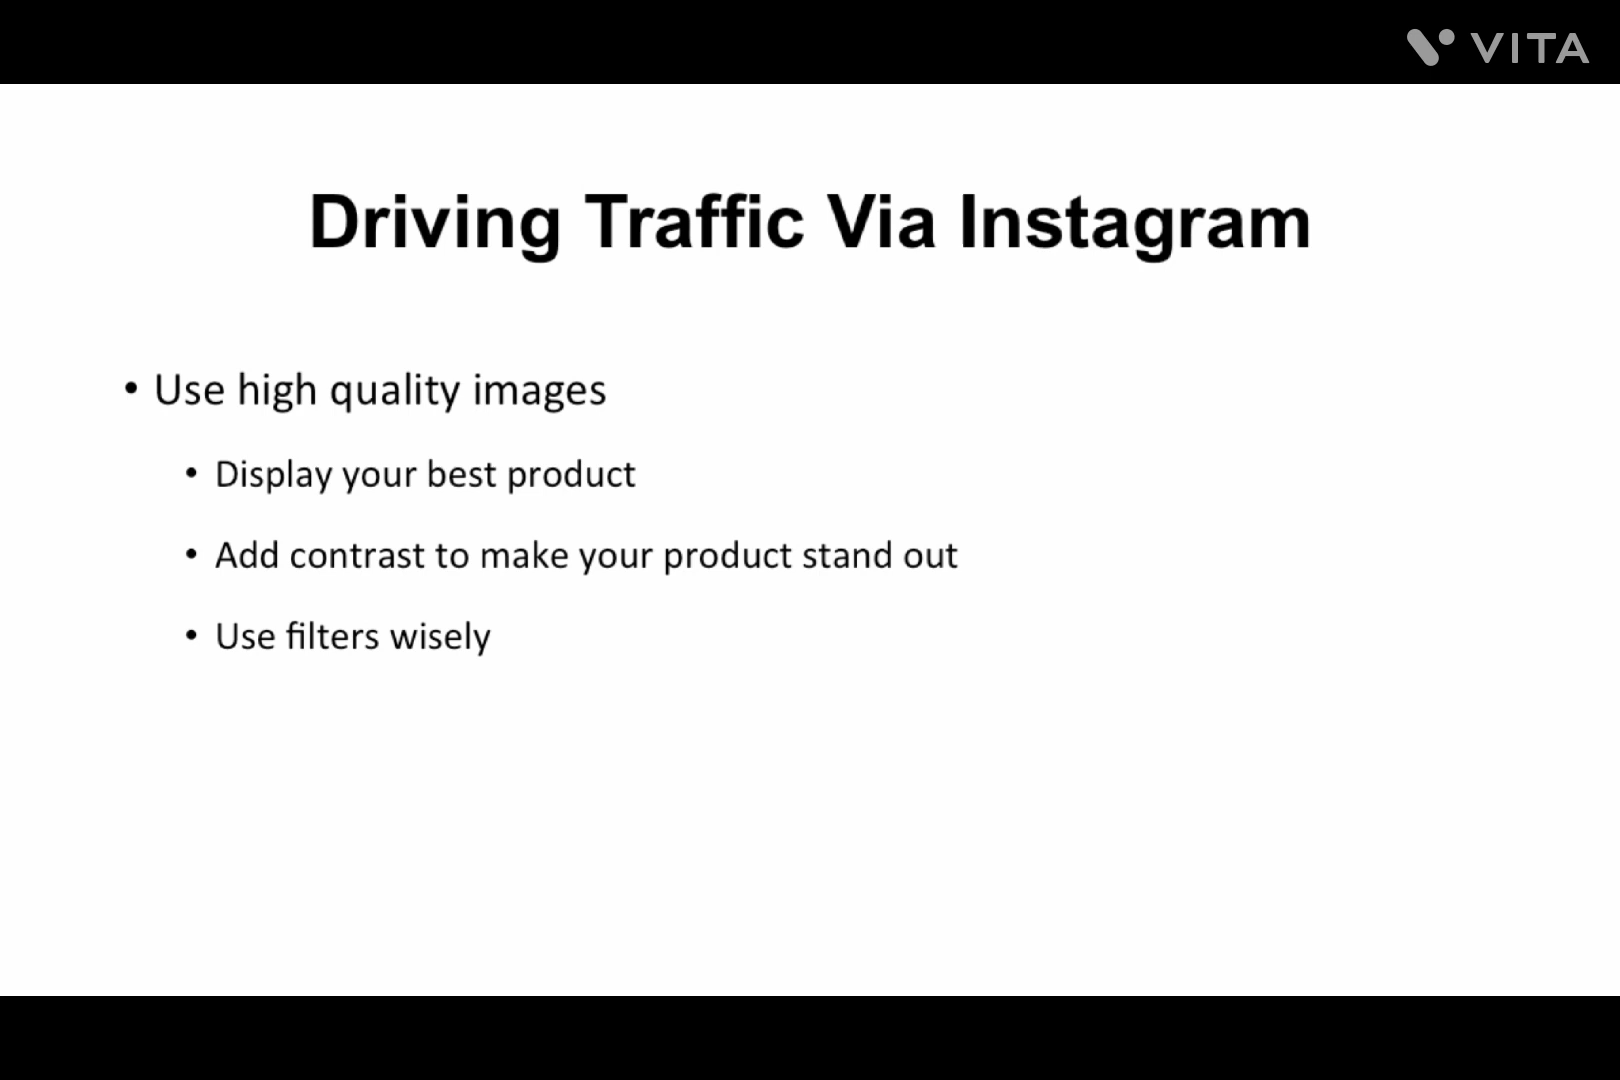 VITA
Driving Traffic Via Instagram
• Use high quality images
• Display your best product
• Add contrast to make your product stand out
• Use filters wisely